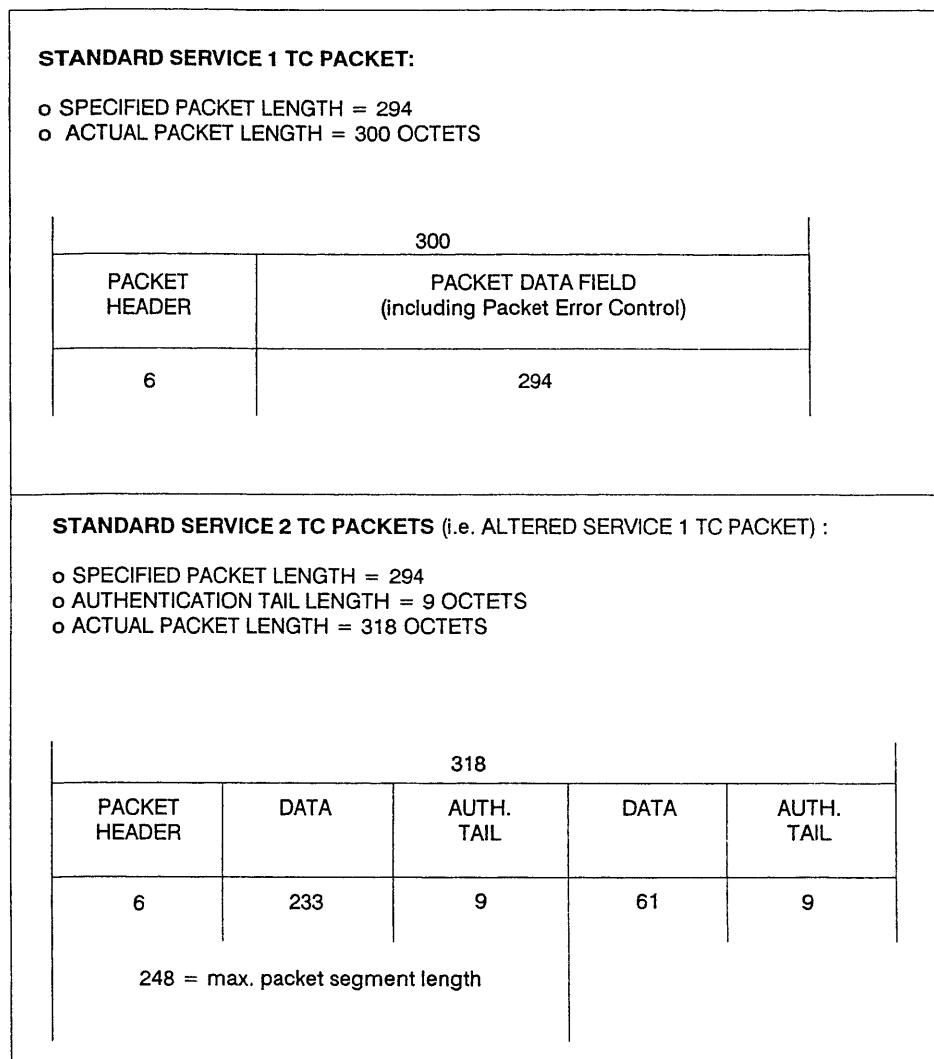 STANDARD SERVICE 1 TC PACKET:
o SPECIFIED PACKET LENGTH = 294
o ACTUAL PACKET LENGTH = 300 OCTETS
300
PACKET HEADER
PACKET DATA FIELD
(including Packet Error Control)
6
294
STANDARD SERVICE 2 TC PACKETS (i.e. ALTERED SERVICE 1 TC PACKET) :
o SPECIFIED PACKET LENGTH = 294
o AUTHENTICATION TAIL LENGTH = 9 OCTETS
o ACTUAL PACKET LENGTH = 318 OCTETS
318
PACKET HEADER
DATA
AUTH. TAIL
DATA
AUTH. TAIL
6
233
9
61
9
248 = max. packet segment length